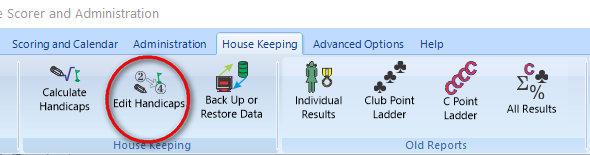 e Scorer and Administration
Scoring and Calendar Administration House Keeping Advanced Options Help
Calculate Handicaps
Edit Handicaps
Back Up or Restore Data
Individual Results
Club Point Ladder
C Point Ladder
All Results
House Keeping
Old Reports